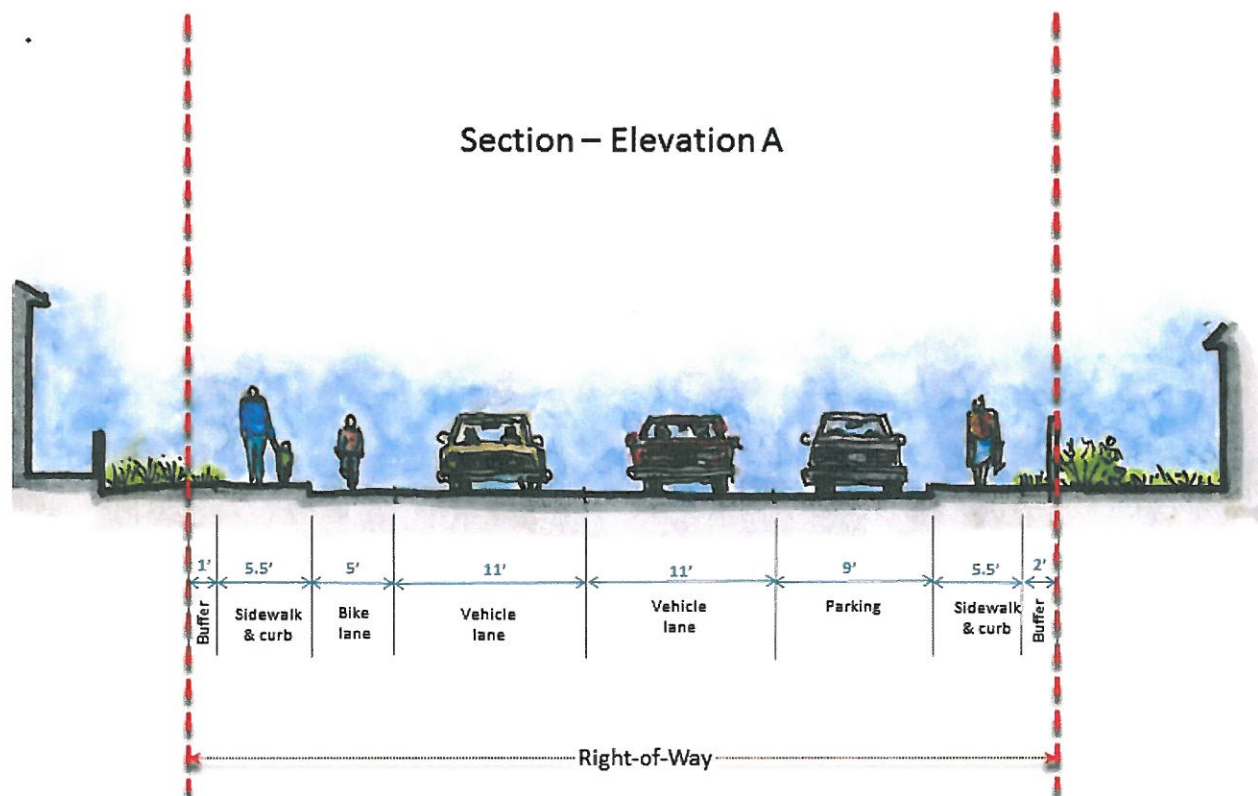 Section – Elevation A
1’ 5.5’ 5’ 11’ 11’ 9’ 5.5’ 2’
Buffer
Sidewalk
& curb
Bike
lane
Vehicle
lane
Vehicle
lane
Parking
Sidewalk
& curb
Buffer
Right-of-Way